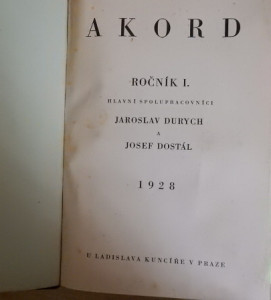 AKORD
ROČNÍK I.
HLAVNÍ SPOLUPRACOVNÍCI
JAROSLAV DURYCH
A
JOSEF DOSTÁL
1928
U LADISLAVA KUNCÍŘE V PRAZE